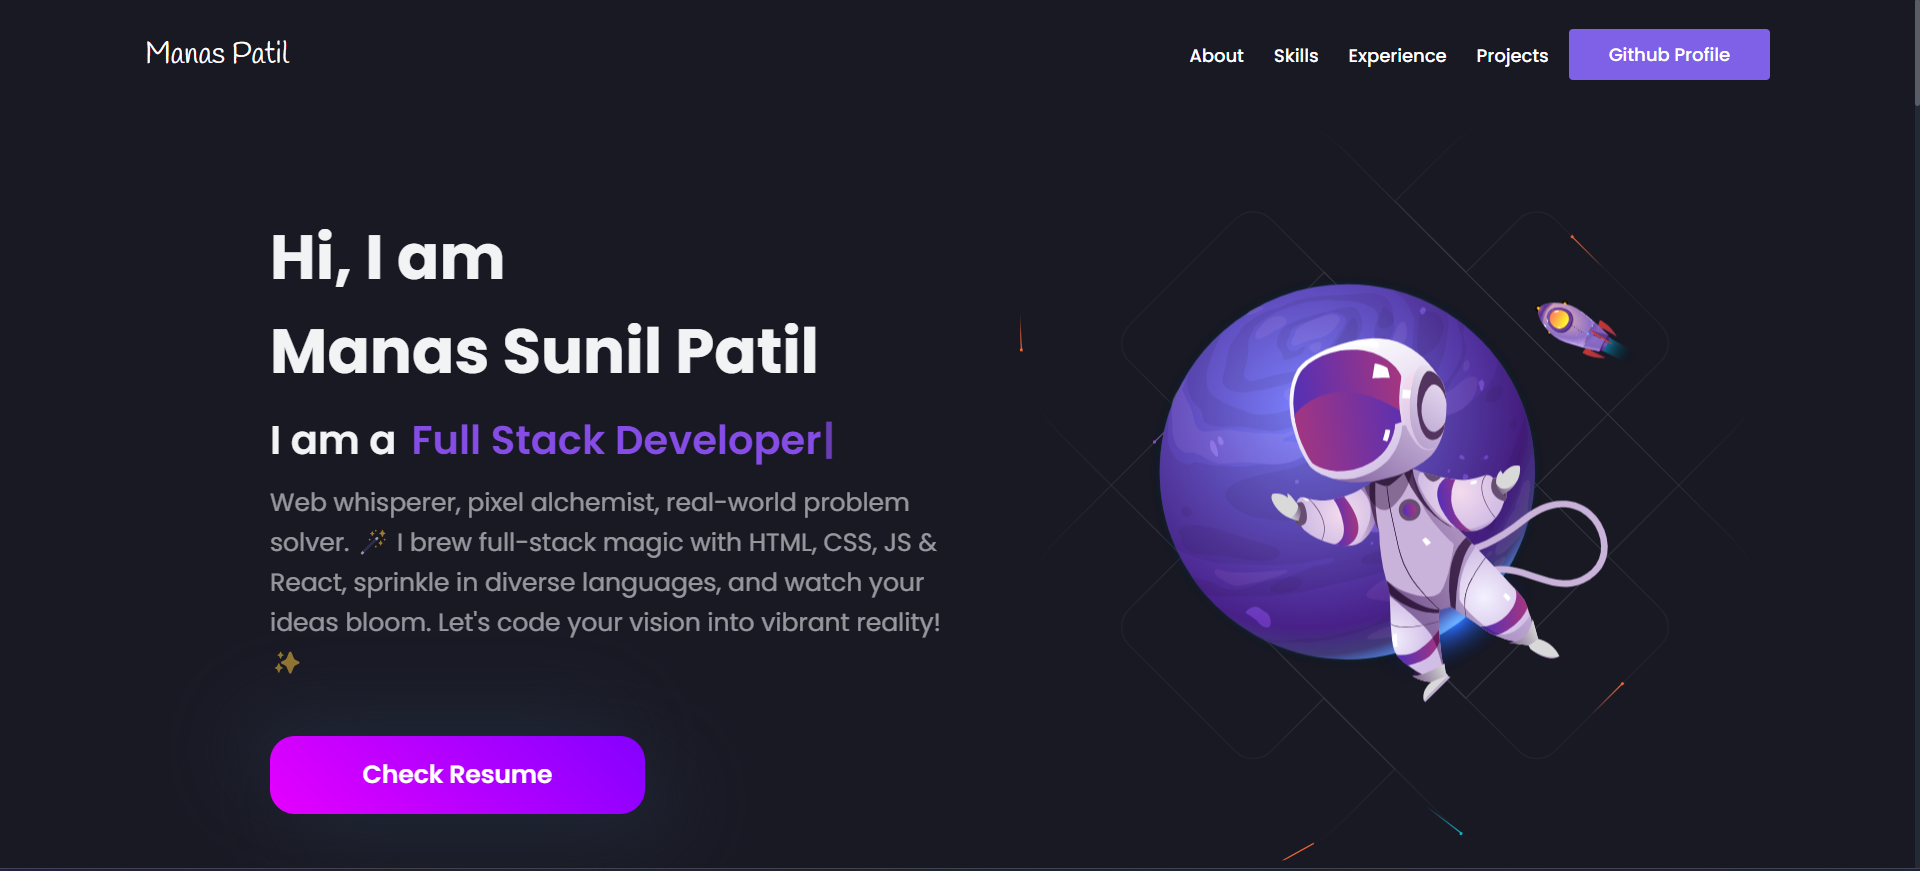 Manas Patil
About Skills Experience Projects Github Profile
Hi, I am
Manas Sunil Patil
I am a Full Stack Developer|
Web whisperer, pixel alchemist, real-world problem
solver. 🪄 I brew full-stack magic with HTML, CSS, JS &
React, sprinkle in diverse languages, and watch your
ideas bloom. Let's code your vision into vibrant reality!
✨
Check Resume